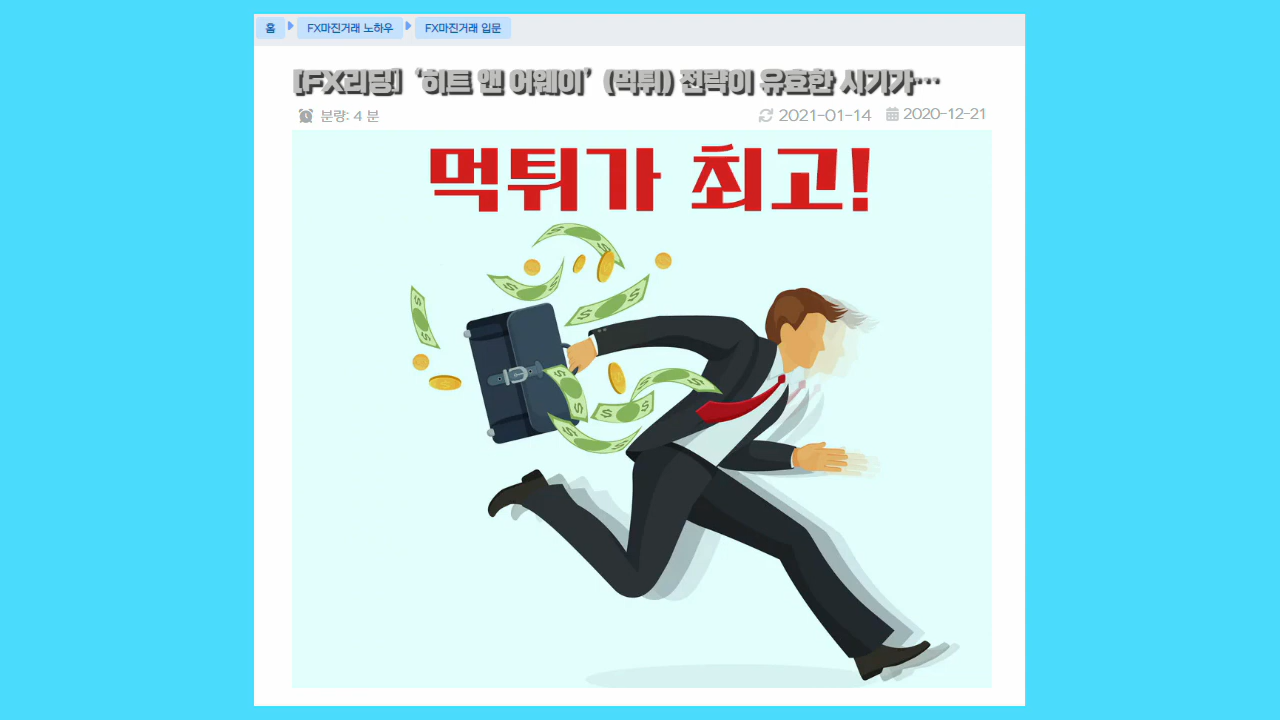 홈 FX마진거래 노하우 FX마진거래 입문
[FX리딩] ‘히트 앤 어웨이’ (먹튀) 전략이 유효한 시기가…
분량: 4 분 2021-01-14 2020-12-21
먹튀가 최고!